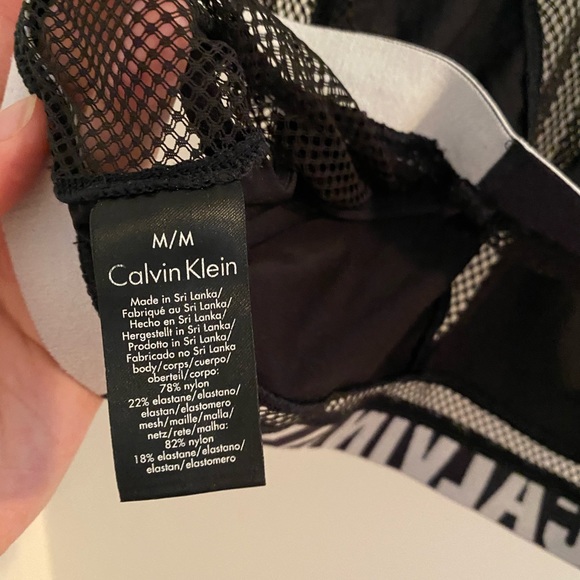 M/M
Calvin Klein
Made in Sri Lanka/
Fabriqué au Sri Lanka/
Hecho en Sri Lanka/
Hergestellt in Sri Lanka/
Prodotto in Sri Lanka/
Fabricado no Sri Lanka
body/corps/cuerpo/
oberteil/corpo:
78% nylon
22% elastane/elastano/
elastan/elastomero
mesh/maille/malla/
netz/rete/malha:
82% nylon
18% elastane/elastano/
elastan/elastomero
CALVIN